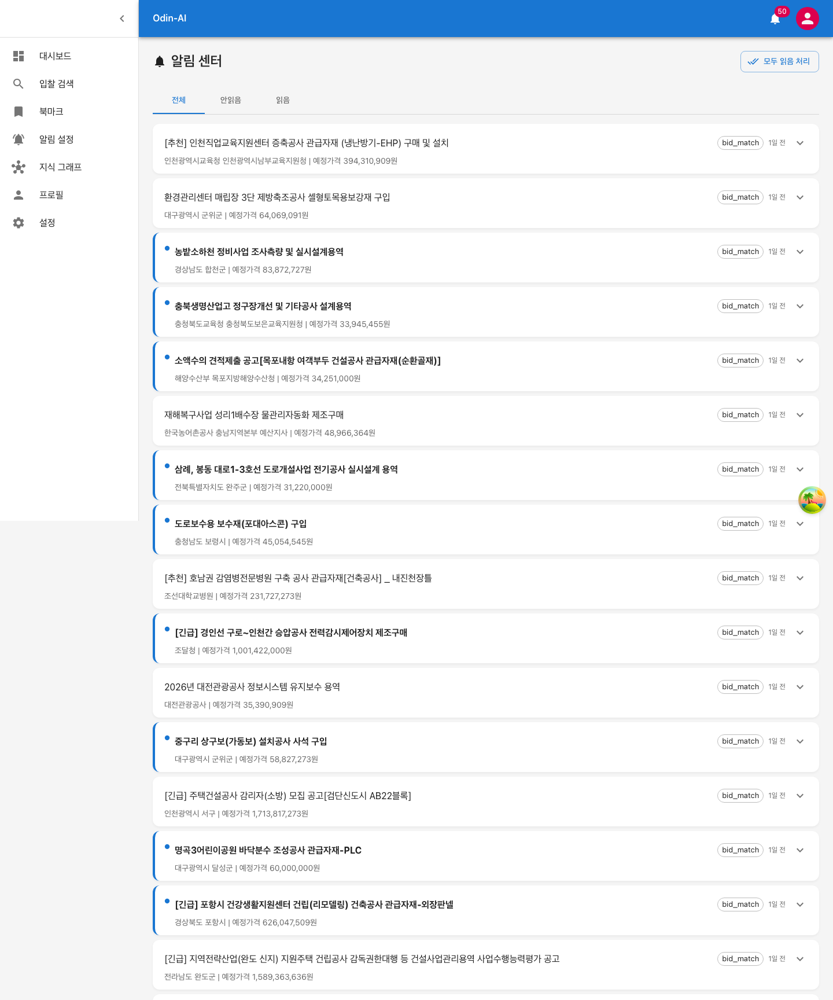 Odin-AI
50
대시보드
입찰 검색
북마크
알림 설정
지식 그래프
프로필
설정
알림 센터
모두 읽음 처리
전체 안읽음 읽음
[추천] 인천직업교육지원센터 증축공사 관급자재 (냉난방기-EHP) 구매 및 설치 bid_match 1일 전
인천광역시교육청 인천광역시남부교육지원청 | 예정가격 394,310,909원
환경관리센터 매립장 3단 제방축조공사 셀형토목용보강재 구입 bid_match 1일 전
대구광역시 군위군 | 예정가격 64,069,091원
농밭소하천 정비사업 조사측량 및 실시설계용역 bid_match 1일 전
경상남도 합천군 | 예정가격 83,872,727원
충북생명산업고 정구장개선 및 기타공사 설계용역 bid_match 1일 전
충청북도교육청 충청북도보은교육지원청 | 예정가격 33,945,455원
소액수의 견적제출 공고[목포내항 여객부두 건설공사 관급자재(순환골재)] bid_match 1일 전
해양수산부 목포지방해양수산청 | 예정가격 34,251,000원
재해복구사업 성리1배수장 물관리자동화 제조구매 bid_match 1일 전
한국농어촌공사 충남지역본부 예산지사 | 예정가격 48,966,364원
삼례, 봉동 대로1-3호선 도로개설사업 전기공사 실시설계 용역 bid_match 1일 전
전북특별자치도 완주군 | 예정가격 31,220,000원
도로보수용 보수재(포대아스콘) 구입 bid_match 1일 전
충청남도 보령시 | 예정가격 45,054,545원
[추천] 호남권 감염병전문병원 구축 공사 관급자재[건축공사] _ 내진천장틀 bid_match 1일 전
조선대학교병원 | 예정가격 231,727,273원
[긴급] 경인선 구로~인천간 승압공사 전력감시제어장치 제조구매 bid_match 1일 전
조달청 | 예정가격 1,001,422,000원
2026년 대전관광공사 정보시스템 유지보수 용역 bid_match 1일 전
대전관광공사 | 예정가격 35,390,909원
중구리 상구보(가동보) 설치공사 사석 구입 bid_match 1일 전
대구광역시 군위군 | 예정가격 58,827,273원
[긴급] 주택건설공사 감리자(소방) 모집 공고[검단신도시 AB22블록] bid_match 1일 전
인천광역시 서구 | 예정가격 1,713,817,273원
명곡3어린이공원 바닥분수 조성공사 관급자재-PLC bid_match 1일 전
대구광역시 달성군 | 예정가격 60,000,000원
[긴급] 포항시 건강생활지원센터 건립(리모델링) 건축공사 관급자재-외장판넬 bid_match 1일 전
경상북도 포항시 | 예정가격 626,047,509원
[긴급] 지역전략산업(완도 신지) 지원주택 건립공사 감독권한대행 등 건설사업관리용역 사업수행능력평가 공고 bid_match 1일 전
전라남도 완도군 | 예정가격 1,589,363,636원